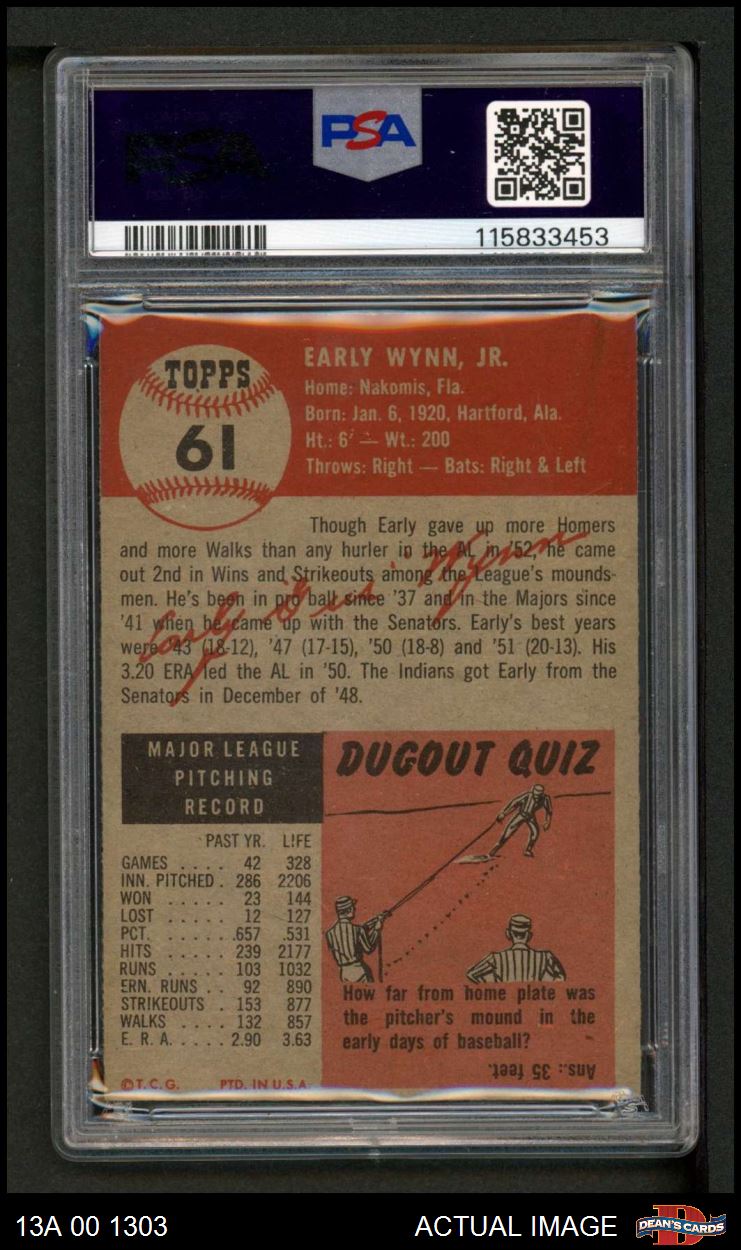 PSA
115833453
TOPPS
61
EARLY WYNN, JR.
Home: Nakomis, Fla.
Born: Jan. 6, 1920, Hartford, Ala.
Ht.: 6' — Wt.: 200
Throws: Right — Bats: Right & Left
Though Early gave up more Homers
and more Walks than any hurler in the AL in '52, he came
out 2nd in Wins and Strikeouts among the League's mounds-
men. He's been in pro ball since '37 and in the Majors since
'41 when he came up with the Senators. Early's best years
were '43 (18-12), '47 (17-15), '50 (18-8) and '51 (20-13). His
3.20 ERA led the AL in '50. The Indians got Early from the
Senators in December of '48.
Early "Gus" Wynn
MAJOR LEAGUE
PITCHING
RECORD
PAST YR. LIFE
GAMES . . . . 42 328
INN. PITCHED . 286 2206
WON . . . . . 23 144
LOST . . . . . 12 127
PCT. . . . . . .657 .531
HITS . . . . . 239 2177
RUNS . . . . . 103 1032
ERN. RUNS . . 92 890
STRIKEOUTS . 153 877
WALKS . . . . 132 857
E. R. A. . . . . 2.90 3.63
© T. C. G. PTD. IN U.S.A.
DUGOUT QUIZ
How far from home plate was
the pitcher's mound in the
early days of baseball?
Ans.: 35 feet.
13A 00 1303
ACTUAL IMAGE
DEAN'S CARDS